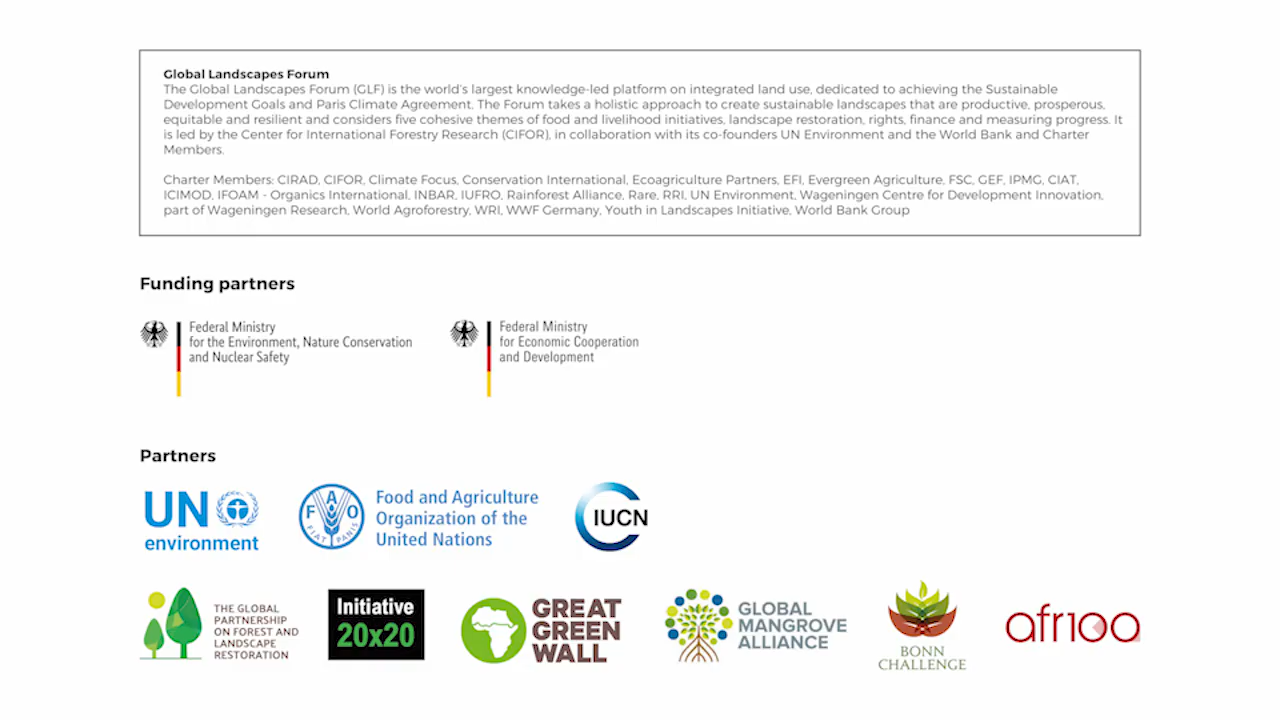 Global Landscapes Forum
The Global Landscapes Forum (GLF) is the world's largest knowledge-led platform on integrated land use, dedicated to achieving the Sustainable
Development Goals and Paris Climate Agreement. The Forum takes a holistic approach to create sustainable landscapes that are productive, prosperous,
equitable and resilient and considers five cohesive themes of food and livelihood initiatives, landscape restoration, rights, finance and measuring progress. It
is led by the Center for International Forestry Research (CIFOR), in collaboration with its co-founders UN Environment and the World Bank and Charter
Members.
Charter Members: CIRAD, CIFOR, Climate Focus, Conservation International, Ecoagriculture Partners, EFI, Evergreen Agriculture, FSC, GEF, IPMG, CIAT,
ICIMOD, IFOAM - Organics International, INBAR, IUFRO, Rainforest Alliance, Rare, RRI, UN Environment, Wageningen Centre for Development Innovation,
part of Wageningen Research, World Agroforestry, WRI, WWF Germany, Youth in Landscapes Initiative, World Bank Group
Funding partners
Federal Ministry
for the Environment, Nature Conservation
and Nuclear Safety
Federal Ministry
for Economic Cooperation
and Development
Partners
UN
environment
F A O
FIAT PANIS
Food and Agriculture
Organization of the
United Nations
IUCN
THE GLOBAL
PARTNERSHIP
ON FOREST AND
LANDSCAPE
RESTORATION
Initiative
20x20
GREAT
GREEN
WALL
GLOBAL
MANGROVE
ALLIANCE
BONN
CHALLENGE
afr100